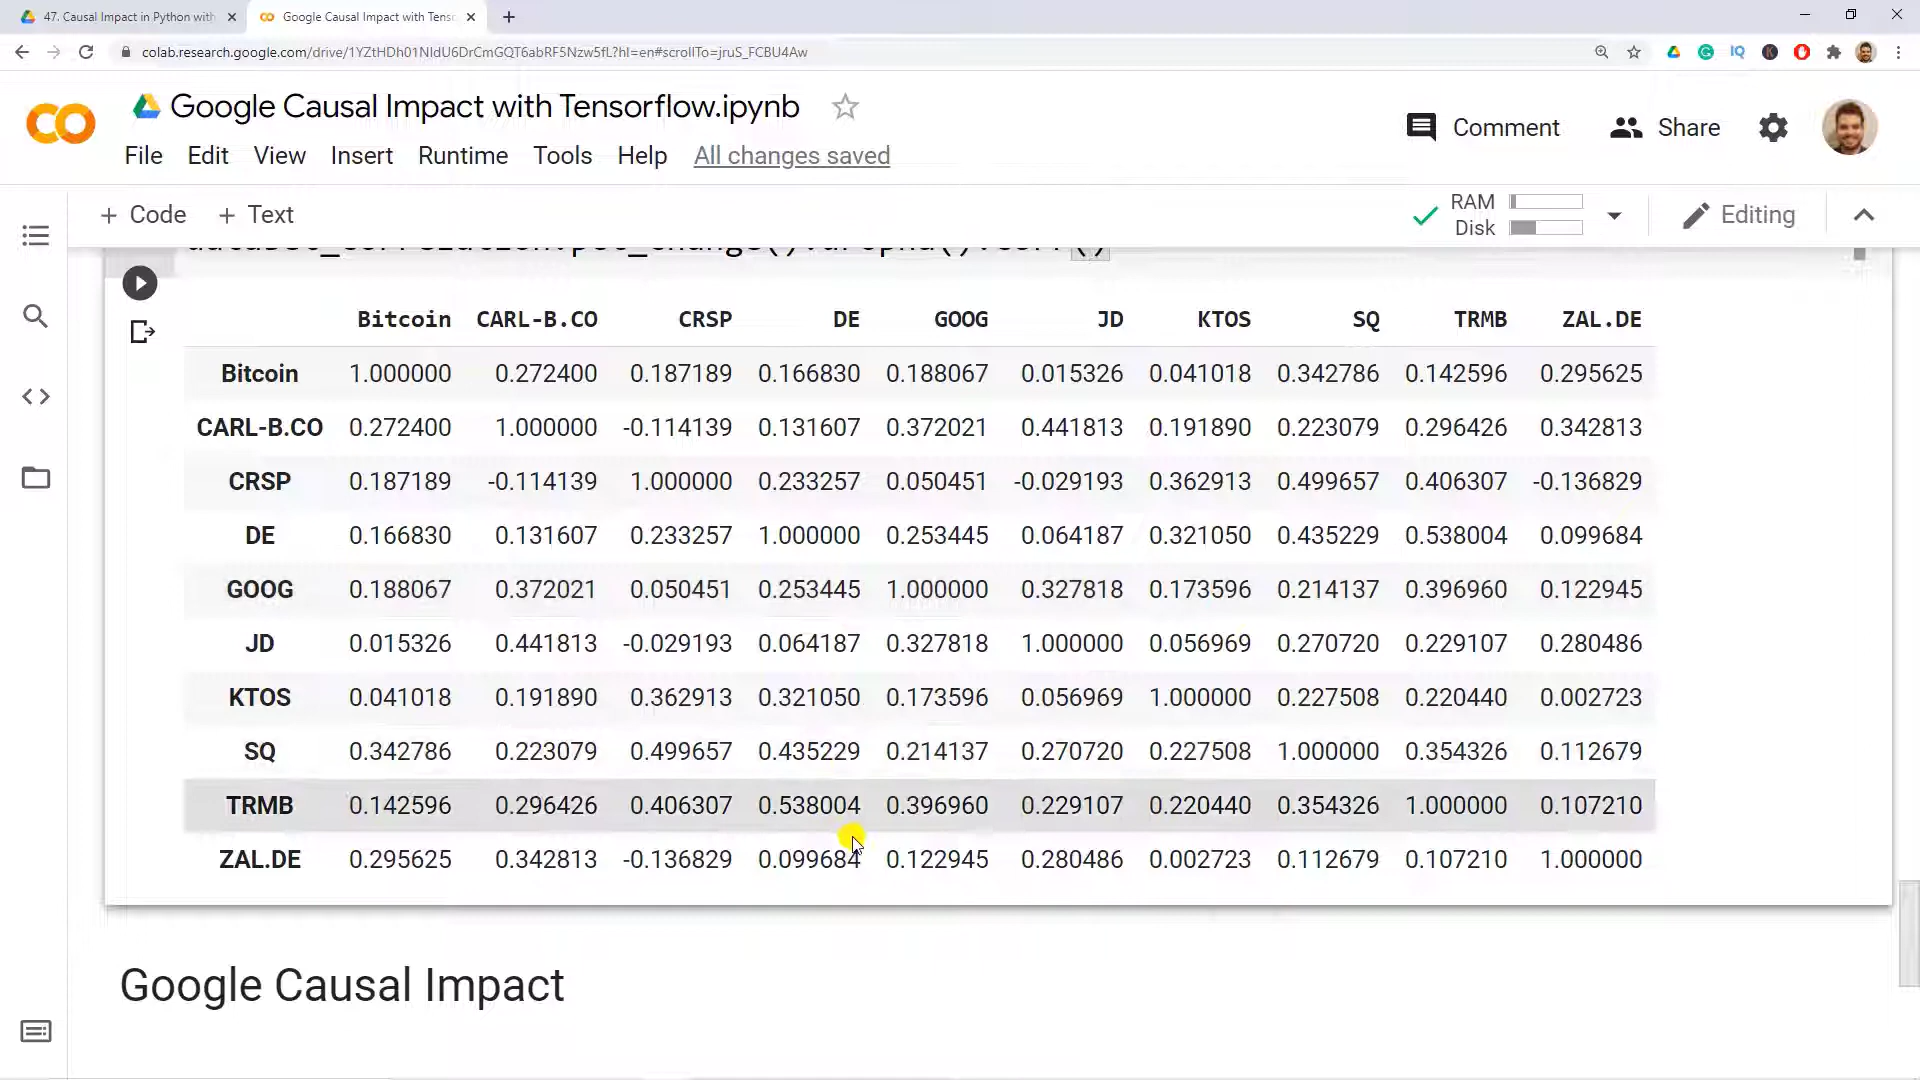 47. Causal Impact in Python with
Google Causal Impact with Tenso
colab.research.google.com/drive/1YZtHDh01NIdU6DrCmGQT6abRF5Nzw5fL?hl=en#scrollTo=jruS_FCBU4Aw
Google Causal Impact with Tensorflow.ipynb
Comment
Share
File Edit View Insert Runtime Tools Help All changes saved
+ Code + Text
RAM
Disk
Editing
dataset_correlation.pct_change().dropna().corr()
Bitcoin CARL-B.CO CRSP DE GOOG JD KTOS SQ TRMB ZAL.DE
Bitcoin 1.000000 0.272400 0.187189 0.166830 0.188067 0.015326 0.041018 0.342786 0.142596 0.295625
CARL-B.CO 0.272400 1.000000 -0.114139 0.131607 0.372021 0.441813 0.191890 0.223079 0.296426 0.342813
CRSP 0.187189 -0.114139 1.000000 0.233257 0.050451 -0.029193 0.362913 0.499657 0.406307 -0.136829
DE 0.166830 0.131607 0.233257 1.000000 0.253445 0.064187 0.321050 0.435229 0.538004 0.099684
GOOG 0.188067 0.372021 0.050451 0.253445 1.000000 0.327818 0.173596 0.214137 0.396960 0.122945
JD 0.015326 0.441813 -0.029193 0.064187 0.327818 1.000000 0.056969 0.270720 0.229107 0.280486
KTOS 0.041018 0.191890 0.362913 0.321050 0.173596 0.056969 1.000000 0.227508 0.220440 0.002723
SQ 0.342786 0.223079 0.499657 0.435229 0.214137 0.270720 0.227508 1.000000 0.354326 0.112679
TRMB 0.142596 0.296426 0.406307 0.538004 0.396960 0.229107 0.220440 0.354326 1.000000 0.107210
ZAL.DE 0.295625 0.342813 -0.136829 0.099684 0.122945 0.280486 0.002723 0.112679 0.107210 1.000000
Google Causal Impact